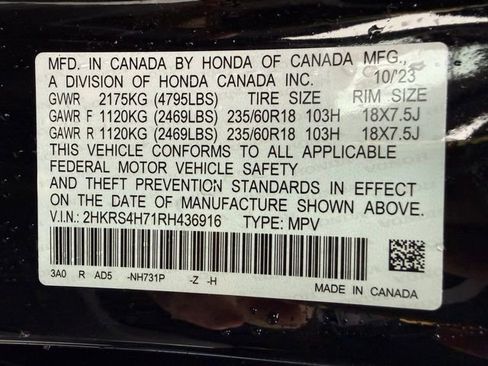 MFD. IN CANADA BY HONDA OF CANADA MFG.,
A DIVISION OF HONDA CANADA INC. 10/23
GVWR 2175KG (4795LBS) TIRE SIZE RIM SIZE
GAWR F 1120KG (2469LBS) 235/60R18 103H 18X7.5J
GAWR R 1120KG (2469LBS) 235/60R18 103H 18X7.5J
THIS VEHICLE CONFORMS TO ALL APPLICABLE
FEDERAL MOTOR VEHICLE SAFETY
AND THEFT PREVENTION STANDARDS IN EFFECT
ON THE DATE OF MANUFACTURE SHOWN ABOVE.
V.I.N.: 2HKRS4H71RH436916 TYPE: MPV
3A0 R AD5 -NH731P -Z -H
MADE IN CANADA